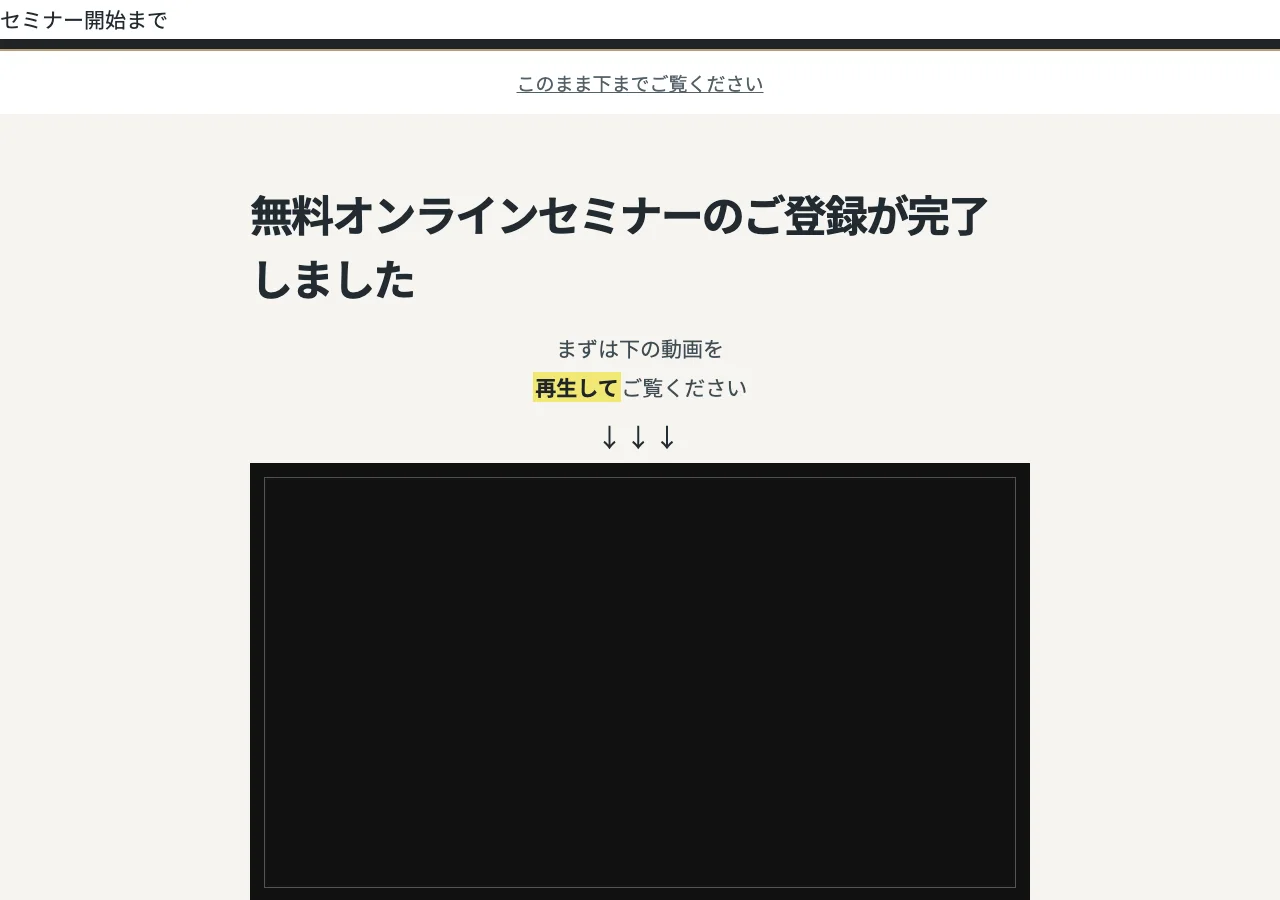 セミナー開始まで
このまま下までご覧ください
無料オンラインセミナーのご登録が完了
しました
まずは下の動画を
再生してご覧ください
↓ ↓ ↓